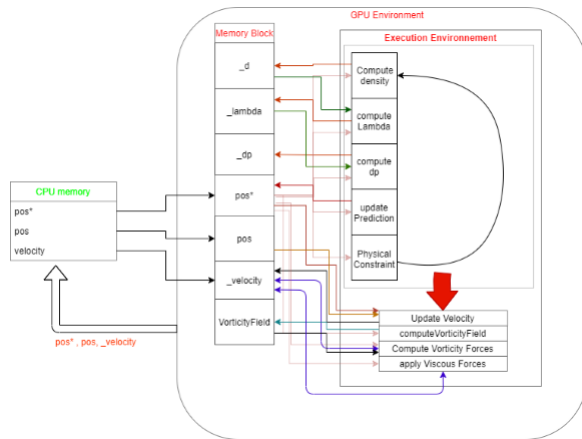 GPU Environment
Memory Block
Execution Environnement
_d
Compute
density
_lambda
compute
Lambda
_dp
compute
dp
CPU memory
pos*
pos
velocity
pos*
update
Prediction
pos
Physical
Constraint
_velocity
VorticityField
Update Velocity
computeVorticityField
Compute Vorticity Forces
apply Viscous Forces
pos* , pos, _velocity